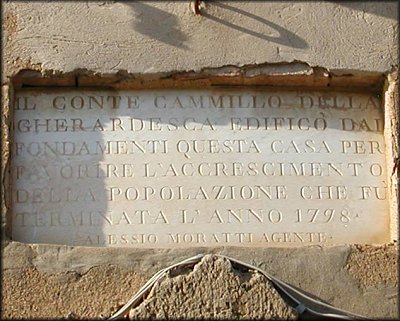 IL CONTE CAMMILLO DELLA
GHERARDESCA EDIFICÒ DAI
FONDAMENTI QUESTA CASA PER
FAVORIRE L'ACCRESCIMENTO
DELLA POPOLAZIONE CHE FÙ
TERMINATA L'ANNO 1798·
·ALESSIO MORATTI AGENTE·